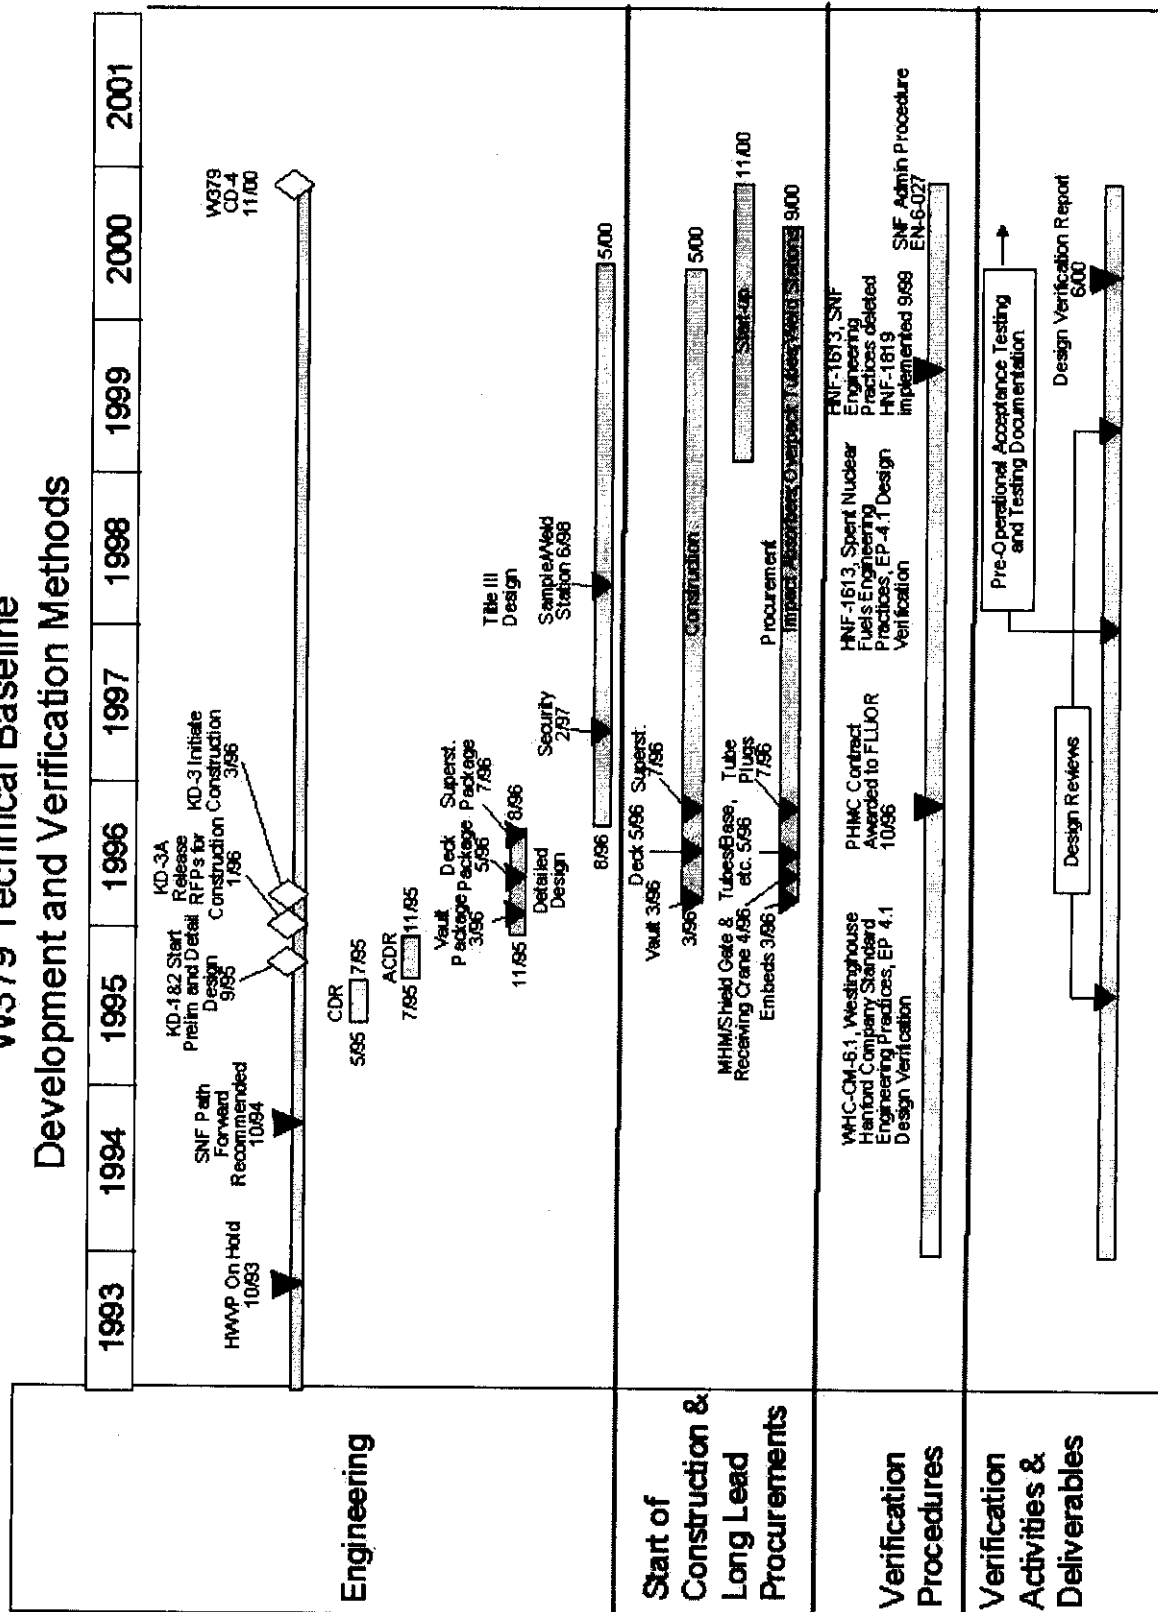 W379 Technical Baseline
Development and Verification Methods
1993
1994
1995
1996
1997
1998
1999
2000
2001
Engineering
HWVP On Hold
10/93
SNF Path
Forward
Recommended
10/94
KD-1&2 Start
Prelim and Detail
Design
9/95
KD-3A
Release
RFPs for
Construction
1/96
KD-3 Initiate
Construction
3/96
W379
CD-4
11/00
CDR
5/95
7/95
ACDR
7/95
11/95
Vault
Package
3/96
Deck
Package
5/96
Superst.
Package
7/96
11/95
8/96
Detailed
Design
Title III
Design
Security
2/97
Sample/Weld
Station 6/98
8/96
5/00
Start of
Construction &
Long Lead
Procurements
Vault 3/96
Deck 5/96
Superst.
7/96
3/96
Construction
5/00
Start-up
11/00
MHM/Shield Gate &
Receiving Crane 4/96
Embeds 3/96
Tubes/Base,
etc. 5/96
Tube
Plugs
7/96
Procurement
Impact Absorbers, Overpack Tubes, Weld Stations
9/00
Verification
Procedures
WHC-CM-6.1, Westinghouse
Hanford Company Standard
Engineering Practices, EP 4.1
Design Verification
PHMC Contract
Awarded to FLUOR
10/96
HNF-1613, Spent Nuclear
Fuels Engineering
Practices, EP-4.1 Design
Verification
HNF-1613, SNF
Engineering
Practices deleted
HNF-1819
implemented 9/99
SNF Admin Procedure
EN-6-027
Verification
Activities &
Deliverables
Design Reviews
Pre-Operational Acceptance Testing
and Testing Documentation
Design Verification Report
6/00